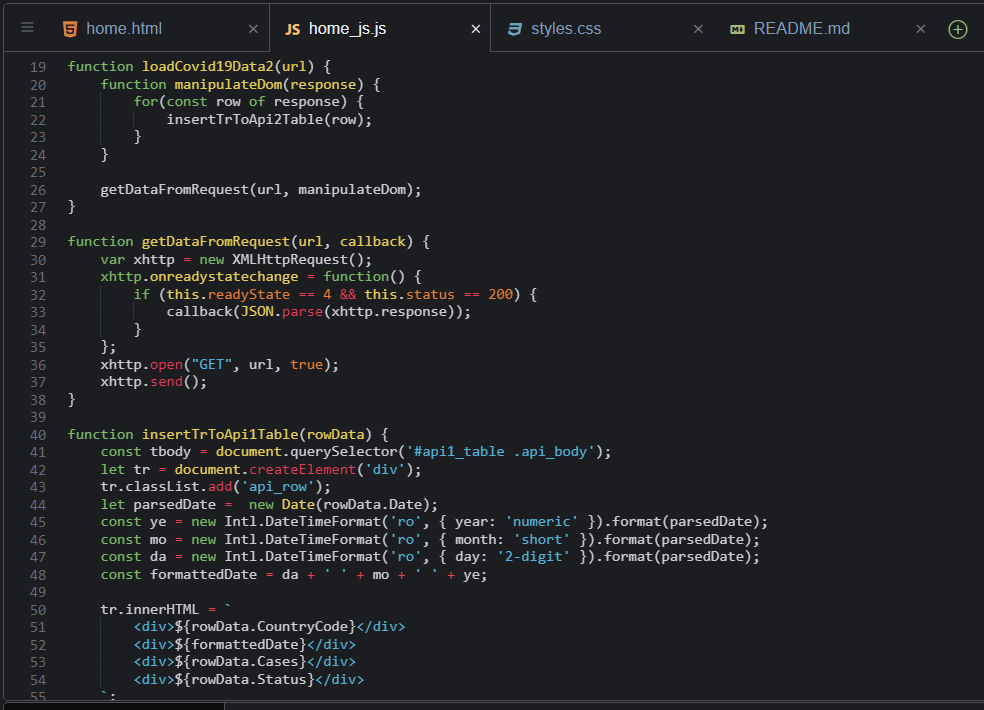 home.html
JS home_js.js
styles.css
README.md
19 function loadCovid19Data2(url) {
20     function manipulateDom(response) {
21         for(const row of response) {
22             insertTrToApi2Table(row);
23         }
24     }
25
26     getDataFromRequest(url, manipulateDom);
27 }
28
29 function getDataFromRequest(url, callback) {
30     var xhttp = new XMLHttpRequest();
31     xhttp.onreadystatechange = function() {
32         if (this.readyState == 4 && this.status == 200) {
33             callback(JSON.parse(xhttp.response));
34         }
35     };
36     xhttp.open("GET", url, true);
37     xhttp.send();
38 }
39
40 function insertTrToApi1Table(rowData) {
41     const tbody = document.querySelector('#api1_table .api_body');
42     let tr = document.createElement('div');
43     tr.classList.add('api_row');
44     let parsedDate =  new Date(rowData.Date);
45     const ye = new Intl.DateTimeFormat('ro', { year: 'numeric' }).format(parsedDate);
46     const mo = new Intl.DateTimeFormat('ro', { month: 'short' }).format(parsedDate);
47     const da = new Intl.DateTimeFormat('ro', { day: '2-digit' }).format(parsedDate);
48     const formattedDate = da + ' ' + mo + ' ' + ye;
49
50     tr.innerHTML = `
51         <div>${rowData.CountryCode}</div>
52         <div>${formattedDate}</div>
53         <div>${rowData.Cases}</div>
54         <div>${rowData.Status}</div>
55     `;